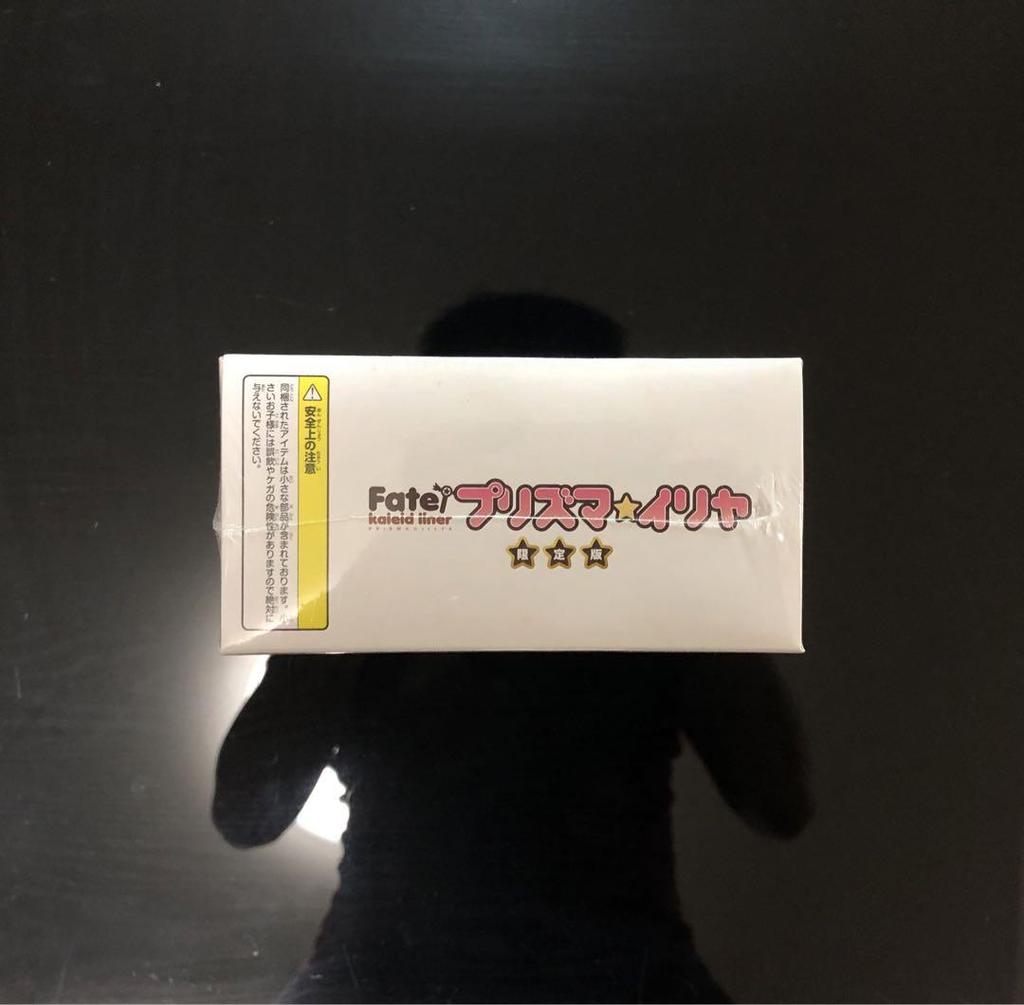 Fate/
kaleid liner
PRISMA☆ILLYA
プリズマ☆イリヤ
限定版
⚠安全上の注意
同梱されたアイテムは小さな部品が含まれております。小
さいお子様には誤飲やケガの危険性がありますので絶対に
与えないでください。